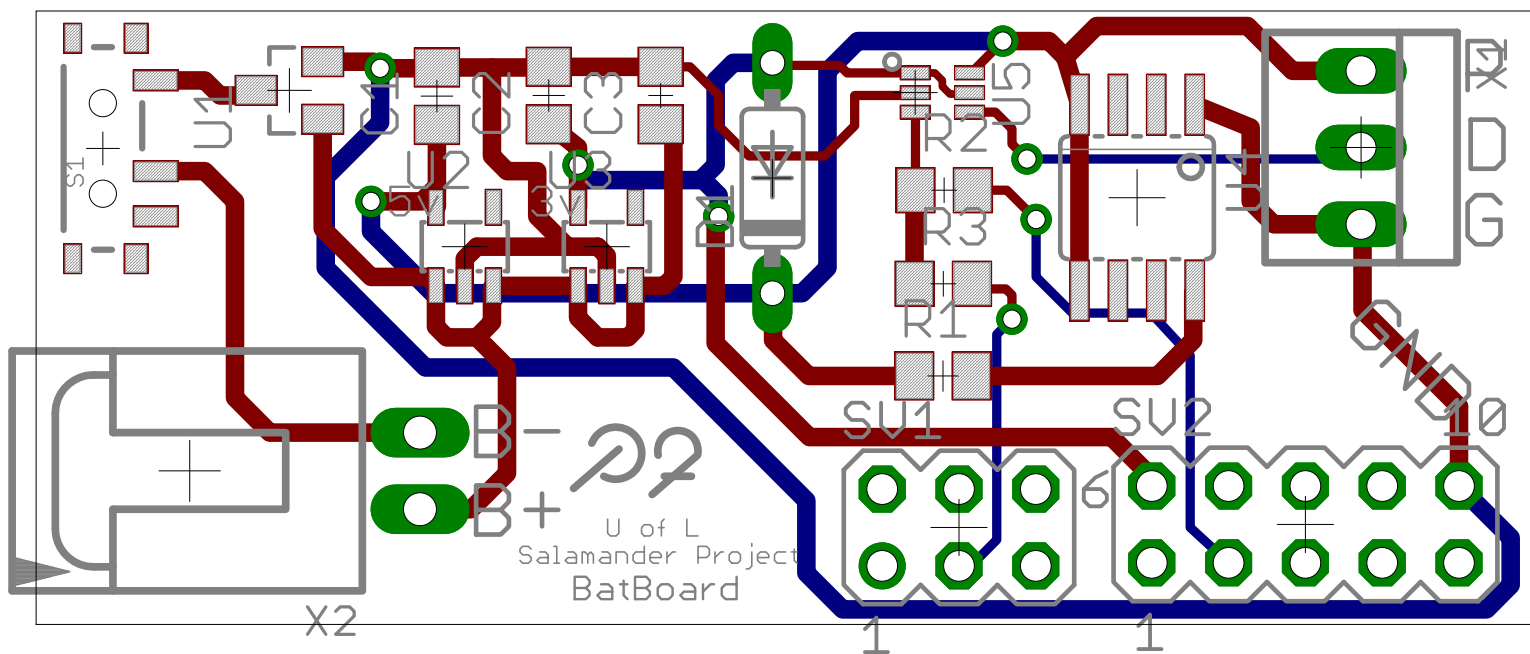 S1
U1
C1
C2
C3
U2
5v
U3
3v
D1
U5
R2
R3
R1
U4
D
G
GND
B-
B+
SV1
SV2
10
6
U of L
Salamander Project
BatBoard
X2
1
1